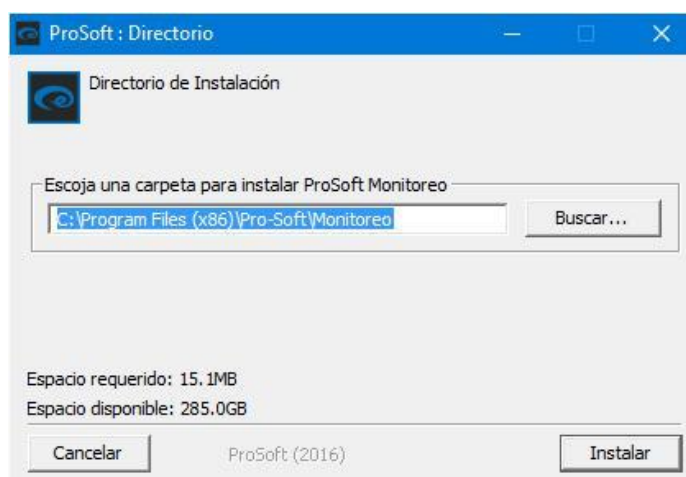 ProSoft : Directorio
Directorio de Instalación
Escoja una carpeta para instalar ProSoft Monitoreo
C:\Program Files (x86)\Pro-Soft\Monitoreo
Buscar...
Espacio requerido: 15.1MB
Espacio disponible: 285.0GB
Cancelar
ProSoft (2016)
Instalar